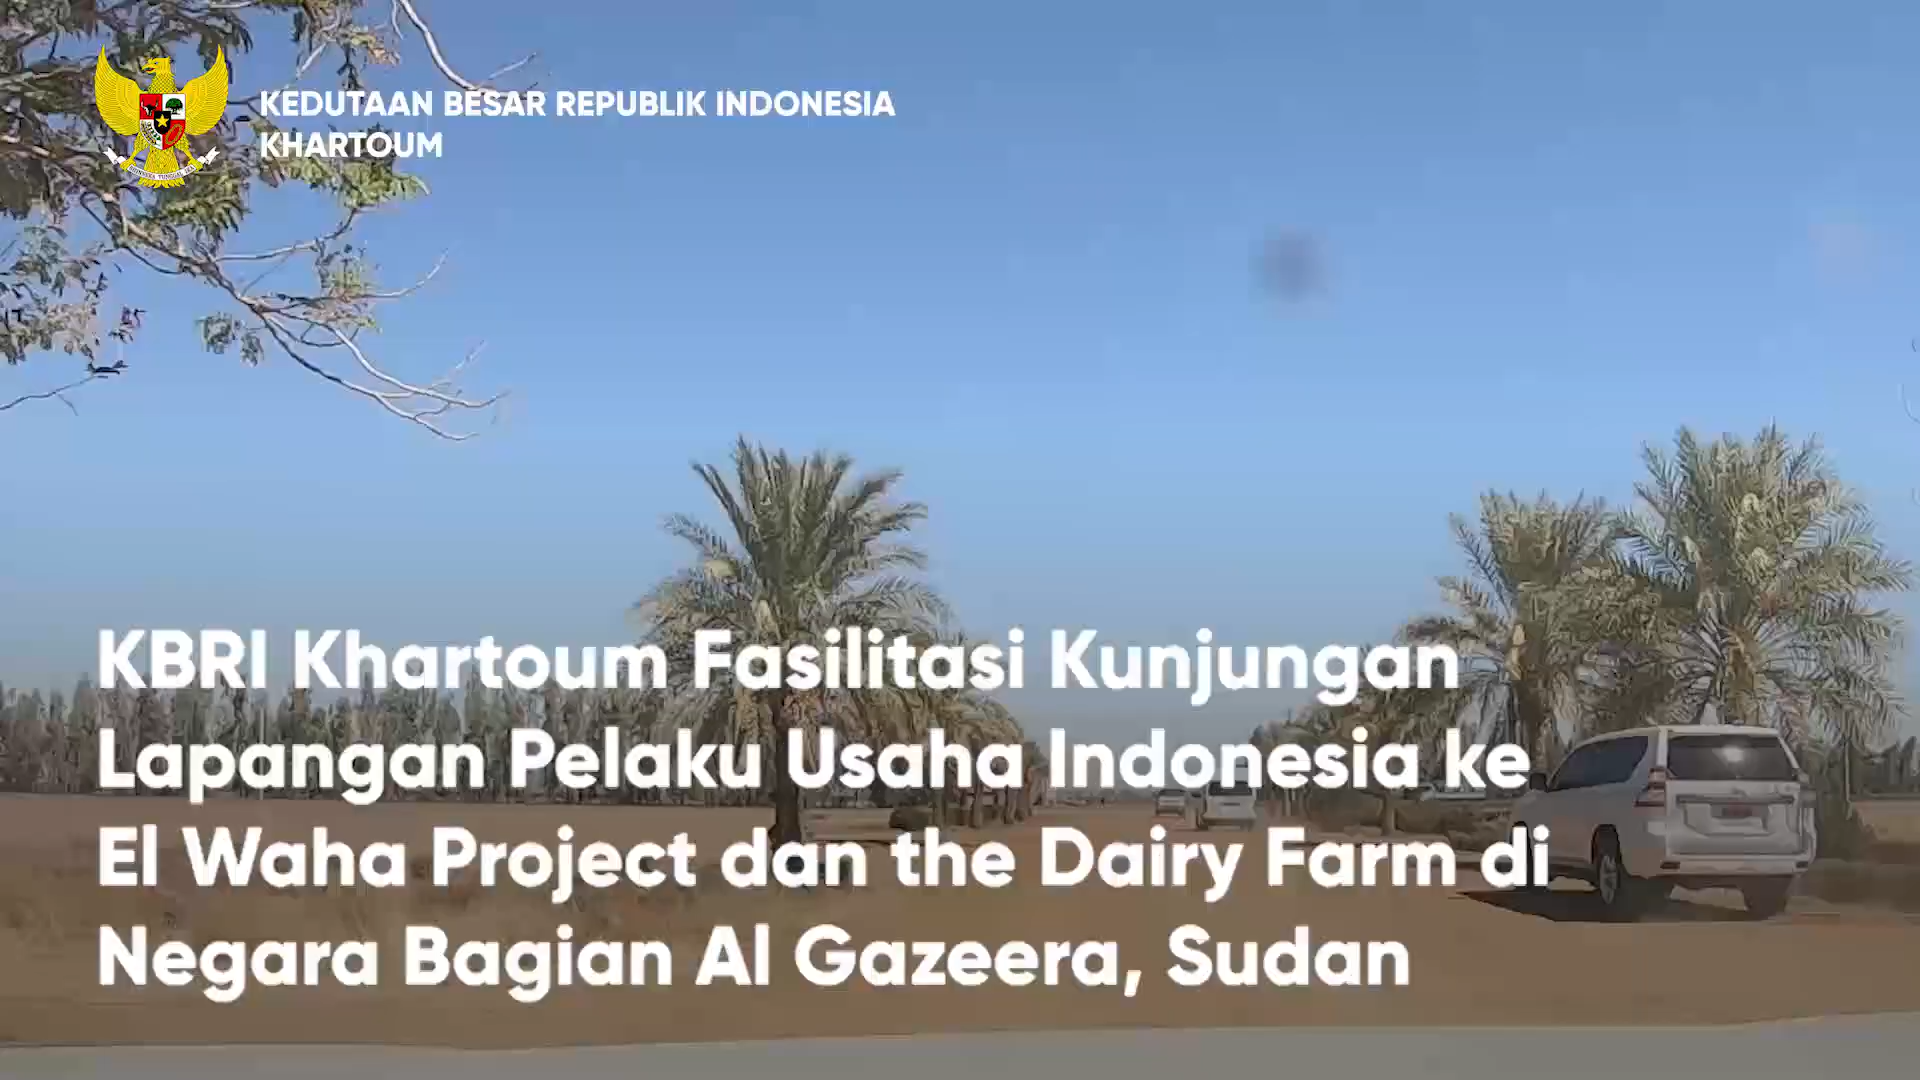 KEDUTAAN BESAR REPUBLIK INDONESIA
KHARTOUM
KBRI Khartoum Fasilitasi Kunjungan
Lapangan Pelaku Usaha Indonesia ke
El Waha Project dan the Dairy Farm di
Negara Bagian Al Gazeera, Sudan